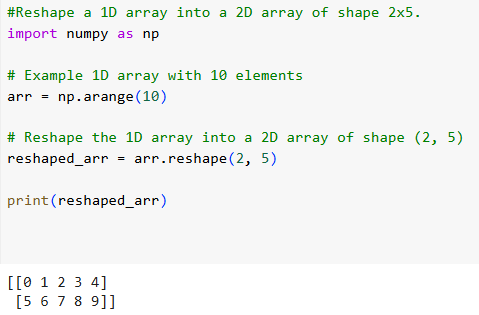 #Reshape a 1D array into a 2D array of shape 2x5.
import numpy as np
# Example 1D array with 10 elements
arr = np.arange(10)
# Reshape the 1D array into a 2D array of shape (2, 5)
reshaped_arr = arr.reshape(2, 5)
print(reshaped_arr)
[[0 1 2 3 4]
 [5 6 7 8 9]]